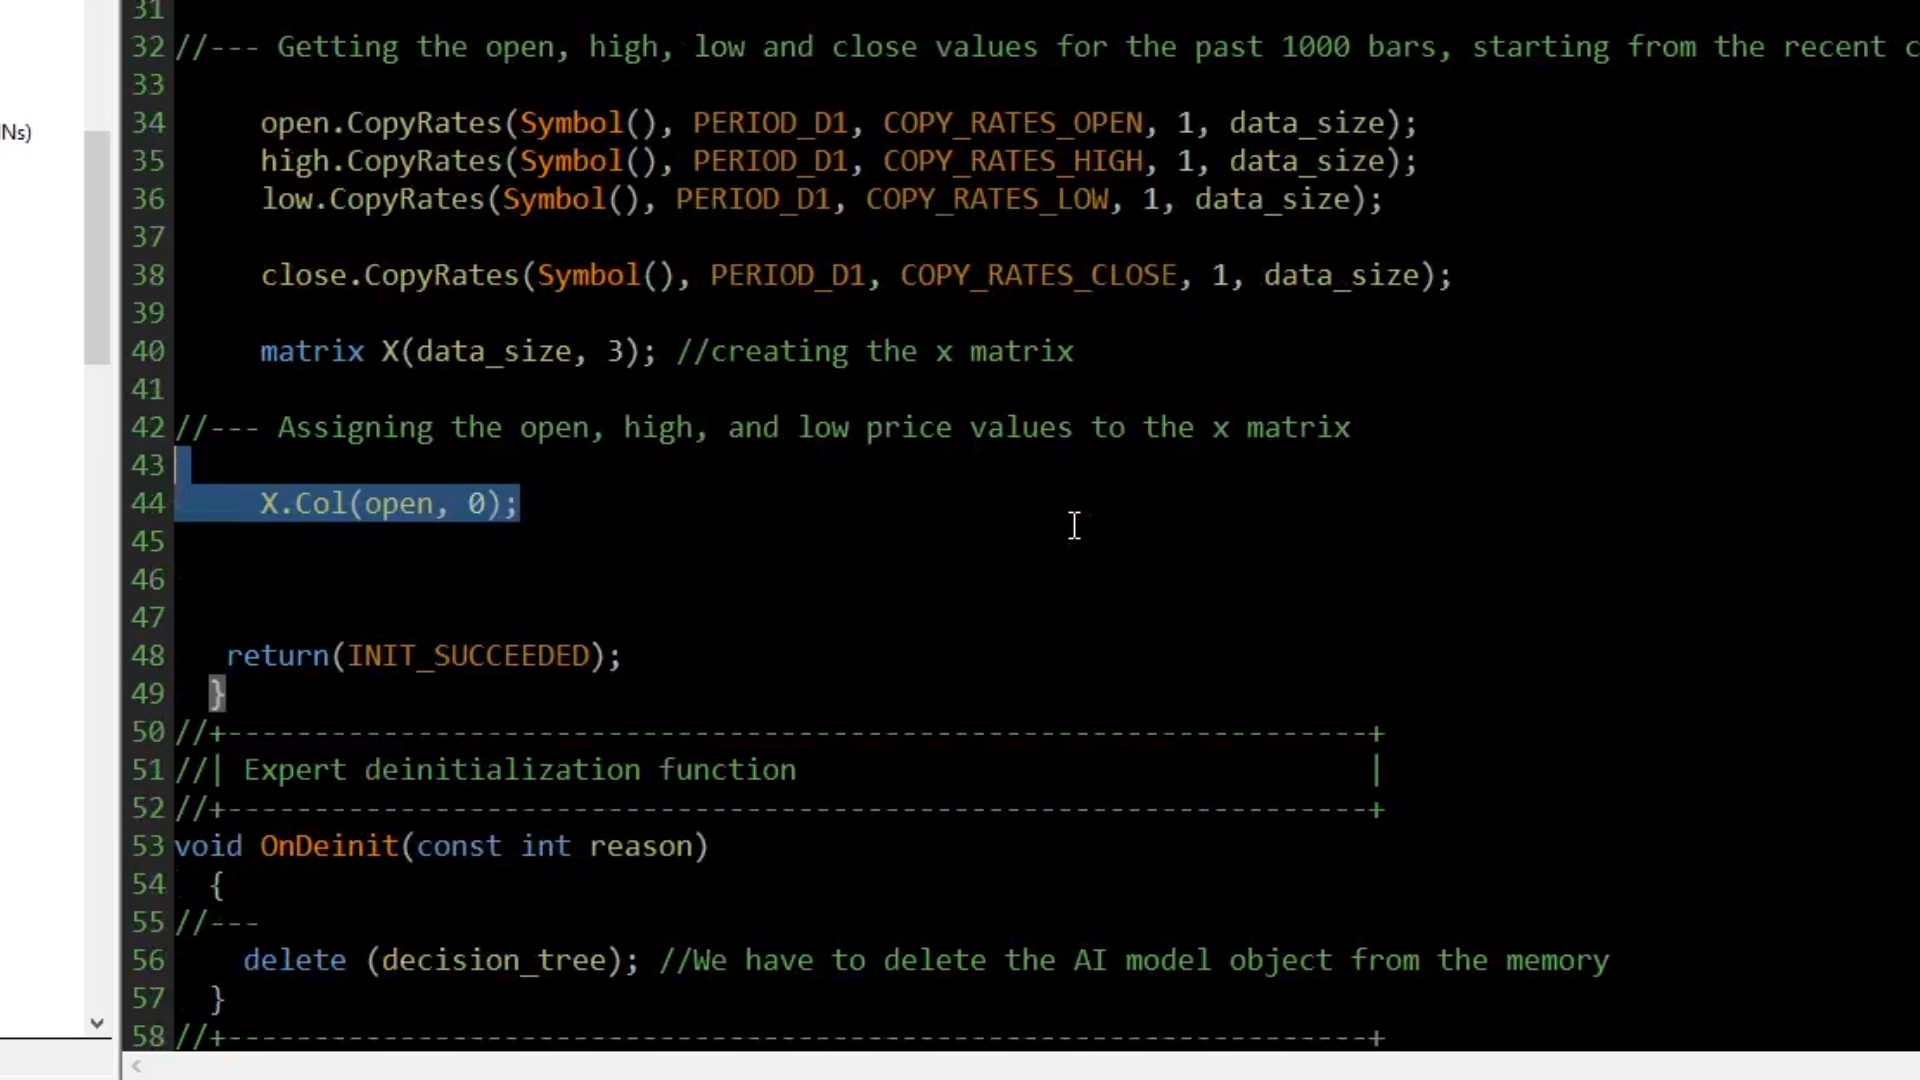 31
32 //--- Getting the open, high, low and close values for the past 1000 bars, starting from the recent c
Ns)
33
34 open.CopyRates(Symbol(), PERIOD_D1, COPY_RATES_OPEN, 1, data_size);
35 high.CopyRates(Symbol(), PERIOD_D1, COPY_RATES_HIGH, 1, data_size);
36 low.CopyRates(Symbol(), PERIOD_D1, COPY_RATES_LOW, 1, data_size);
37
38 close.CopyRates(Symbol(), PERIOD_D1, COPY_RATES_CLOSE, 1, data_size);
39
40 matrix X(data_size, 3); //creating the x matrix
41
42 //--- Assigning the open, high, and low price values to the x matrix
43
44 X.Col(open, 0);
45
46
47
48 return(INIT_SUCCEEDED);
49 }
50 //+------------------------------------------------------------------+
51 //| Expert deinitialization function |
52 //+------------------------------------------------------------------+
53 void OnDeinit(const int reason)
54 {
55 //---
56 delete (decision_tree); //We have to delete the AI model object from the memory
57 }
58 //+------------------------------------------------------------------+